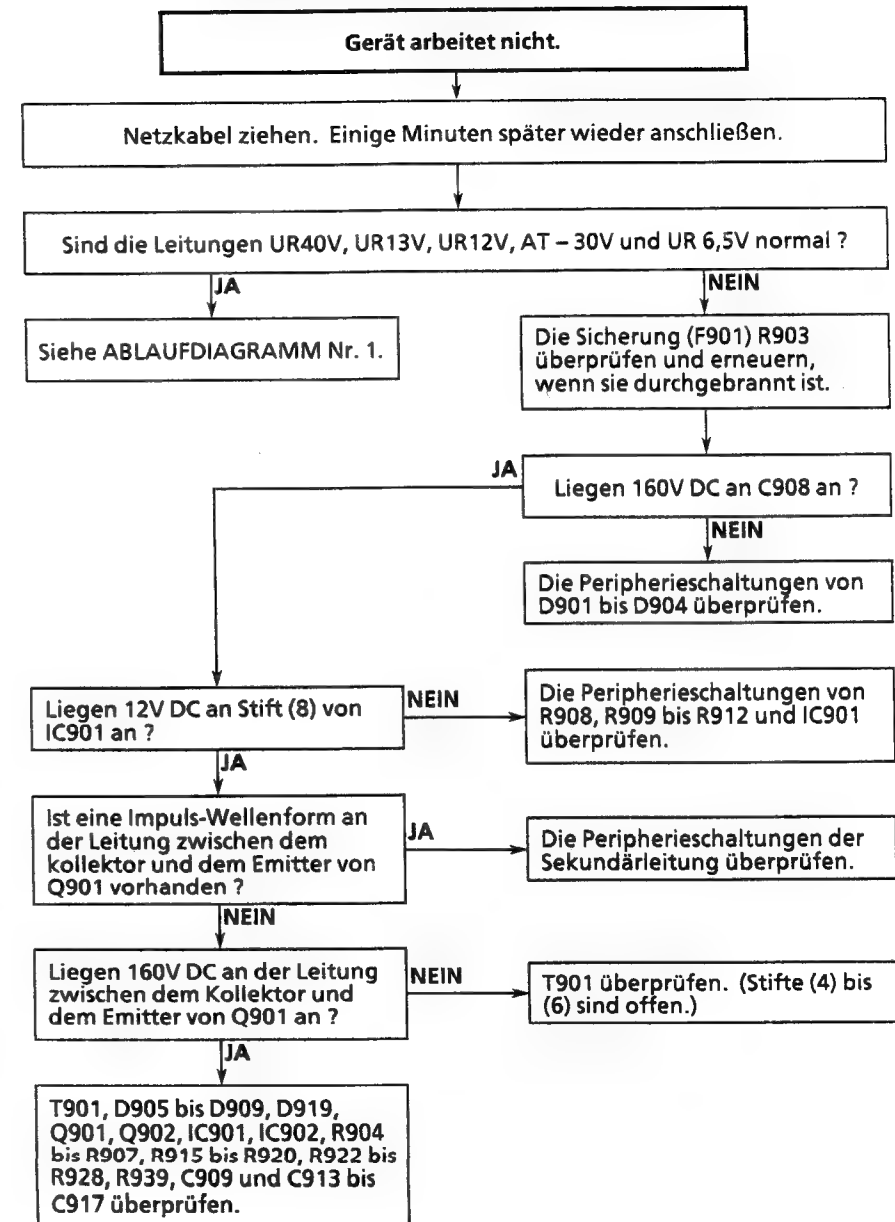 Gerät arbeitet nicht.
Netzkabel ziehen. Einige Minuten später wieder anschließen.
Sind die Leitungen UR40V, UR13V, UR12V, AT – 30V und UR 6,5V normal ?
JA
NEIN
Siehe ABLAUFDIAGRAMM Nr. 1.
Die Sicherung (F901) R903
überprüfen und erneuern,
wenn sie durchgebrannt ist.
JA
Liegen 160V DC an C908 an ?
NEIN
Die Peripherieschaltungen von
D901 bis D904 überprüfen.
Liegen 12V DC an Stift (8) von
IC901 an ?
NEIN
Die Peripherieschaltungen von
R908, R909 bis R912 und IC901
überprüfen.
JA
Ist eine Impuls-Wellenform an
der Leitung zwischen dem
kollektor und dem Emitter von
Q901 vorhanden ?
JA
Die Peripherieschaltungen der
Sekundärleitung überprüfen.
NEIN
Liegen 160V DC an der Leitung
zwischen dem Kollektor und
dem Emitter von Q901 an ?
NEIN
T901 überprüfen. (Stifte (4) bis
(6) sind offen.)
JA
T901, D905 bis D909, D919,
Q901, Q902, IC901, IC902, R904
bis R907, R915 bis R920, R922 bis
R928, R939, C909 und C913 bis
C917 überprüfen.